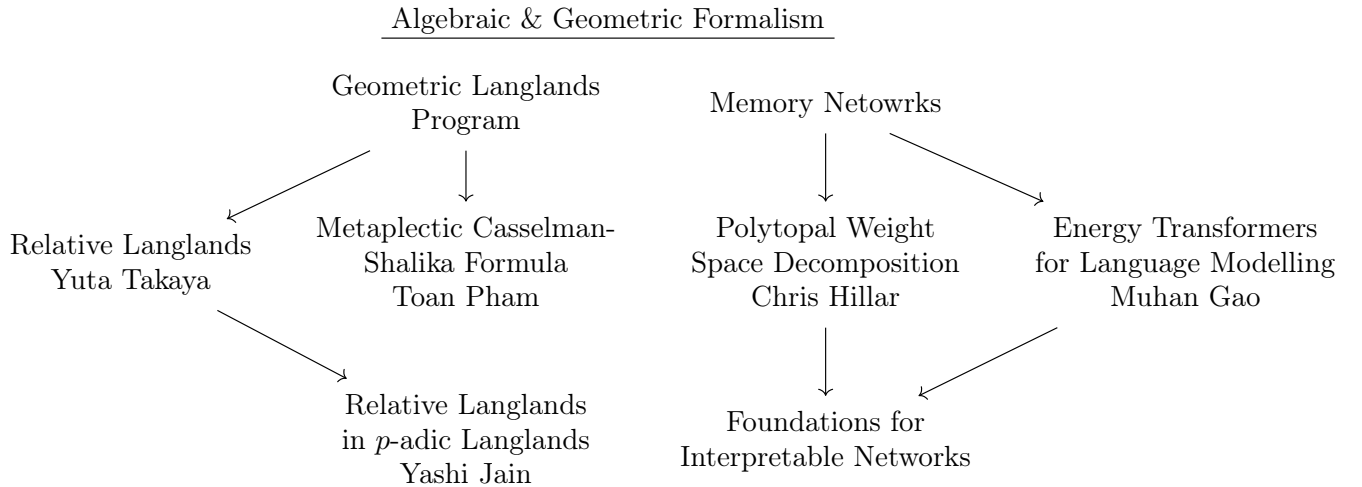 Algebraic & Geometric Formalism
Geometric Langlands
Program
Memory Netowrks
Relative Langlands
Yuta Takaya
Metaplectic Casselman-
Shalika Formula
Toan Pham
Polytopal Weight
Space Decomposition
Chris Hillar
Energy Transformers
for Language Modelling
Muhan Gao
Relative Langlands
in p-adic Langlands
Yashi Jain
Foundations for
Interpretable Networks